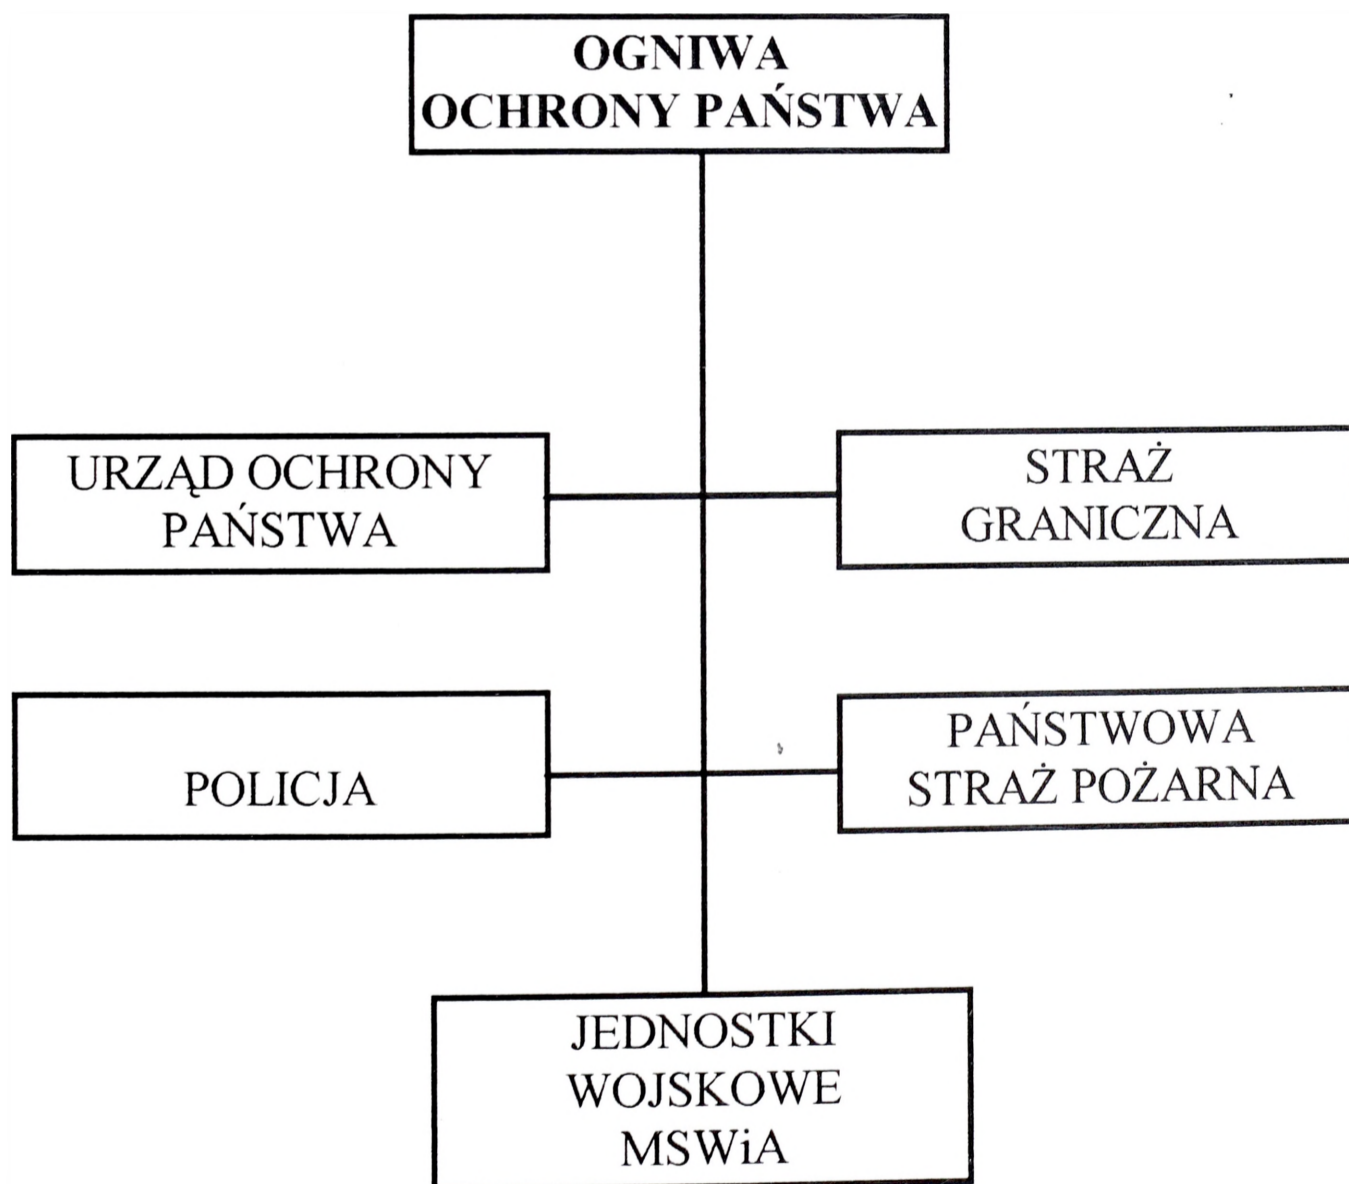 OGNIWA
OCHRONY PAŃSTWA
URZĄD OCHRONY
PAŃSTWA
STRAŻ
GRANICZNA
POLICJA
PAŃSTWOWA
STRAŻ POŻARNA
JEDNOSTKI
WOJSKOWE
MSWiA